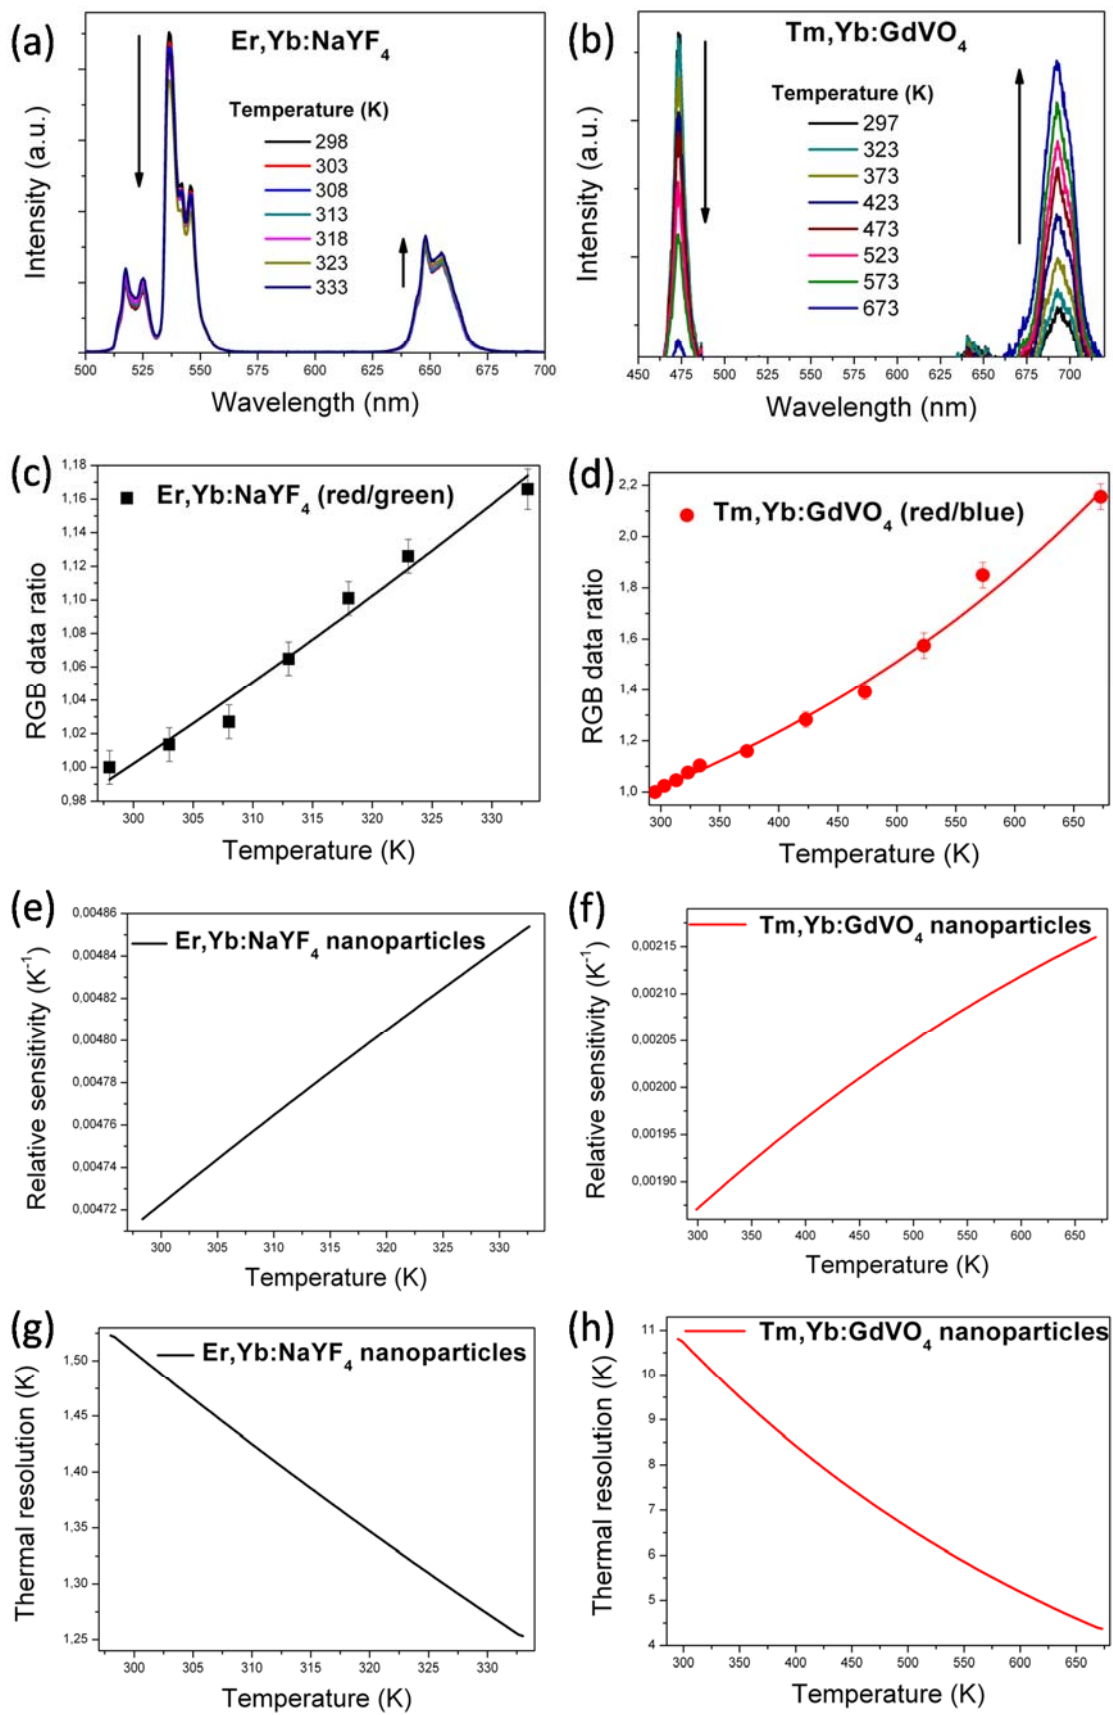 (a)
Er,Yb:NaYF4
Temperature (K)
298
303
308
313
318
323
333
Intensity (a.u.)
500 525 550 575 600 625 650 675 700
Wavelength (nm)
(b)
Tm,Yb:GdVO4
Temperature (K)
297
323
373
423
473
523
573
673
Intensity (a.u.)
450 475 500 525 550 575 600 625 650 675 700
Wavelength (nm)
(c)
Er,Yb:NaYF4 (red/green)
RGB data ratio
1,18
1,16
1,14
1,12
1,10
1,08
1,06
1,04
1,02
1,00
0,98
300 305 310 315 320 325 330
Temperature (K)
(d)
Tm,Yb:GdVO4 (red/blue)
RGB data ratio
2,2
2,0
1,8
1,6
1,4
1,2
1,0
300 350 400 450 500 550 600 650
Temperature (K)
(e)
Er,Yb:NaYF4 nanoparticles
Relative sensitivity (K-1)
0,00486
0,00484
0,00482
0,00480
0,00478
0,00476
0,00474
0,00472
300 305 310 315 320 325 330
Temperature (K)
(f)
Tm,Yb:GdVO4 nanoparticles
Relative sensitivity (K-1)
0,00215
0,00210
0,00205
0,00200
0,00195
0,00190
300 350 400 450 500 550 600 650
Temperature (K)
(g)
Er,Yb:NaYF4 nanoparticles
Thermal resolution (K)
1,50
1,45
1,40
1,35
1,30
1,25
300 305 310 315 320 325 330
Temperature (K)
(h)
Tm,Yb:GdVO4 nanoparticles
Thermal resolution (K)
11
10
9
8
7
6
5
4
300 350 400 450 500 550 600 650
Temperature (K)